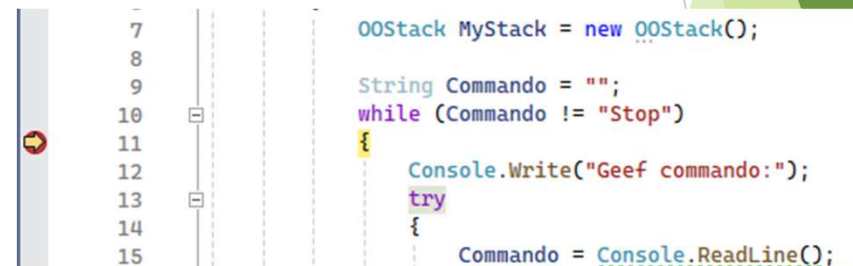 7 OOStack MyStack = new OOStack();
8
9 String Commando = "";
10 while (Commando != "Stop")
11 {
12 Console.Write("Geef commando:");
13 try
14 {
15 Commando = Console.ReadLine();